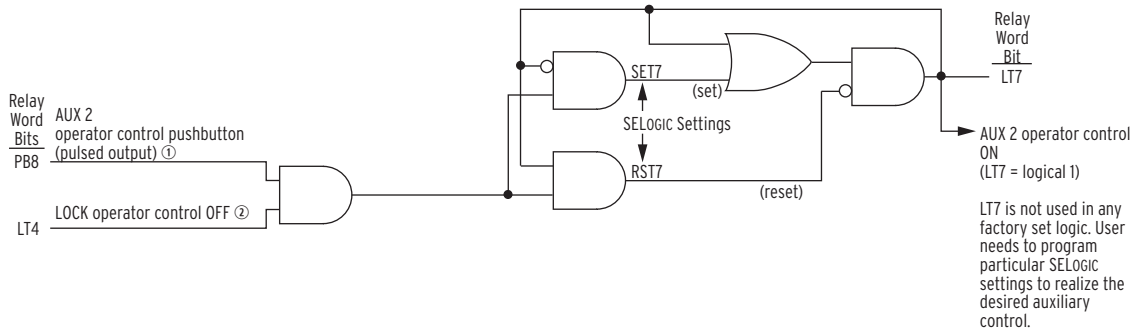 Relay
Word
Bit
LT7
SET7
(set)
SELOGIC Settings
RST7
(reset)
Relay
Word
Bits
PB8
AUX 2
operator control pushbutton
(pulsed output) ①
LOCK operator control OFF ②
LT4
AUX 2 operator control
ON
(LT7 = logical 1)
LT7 is not used in any
factory set logic. User
needs to program
particular SELOGIC
settings to realize the
desired auxiliary
control.